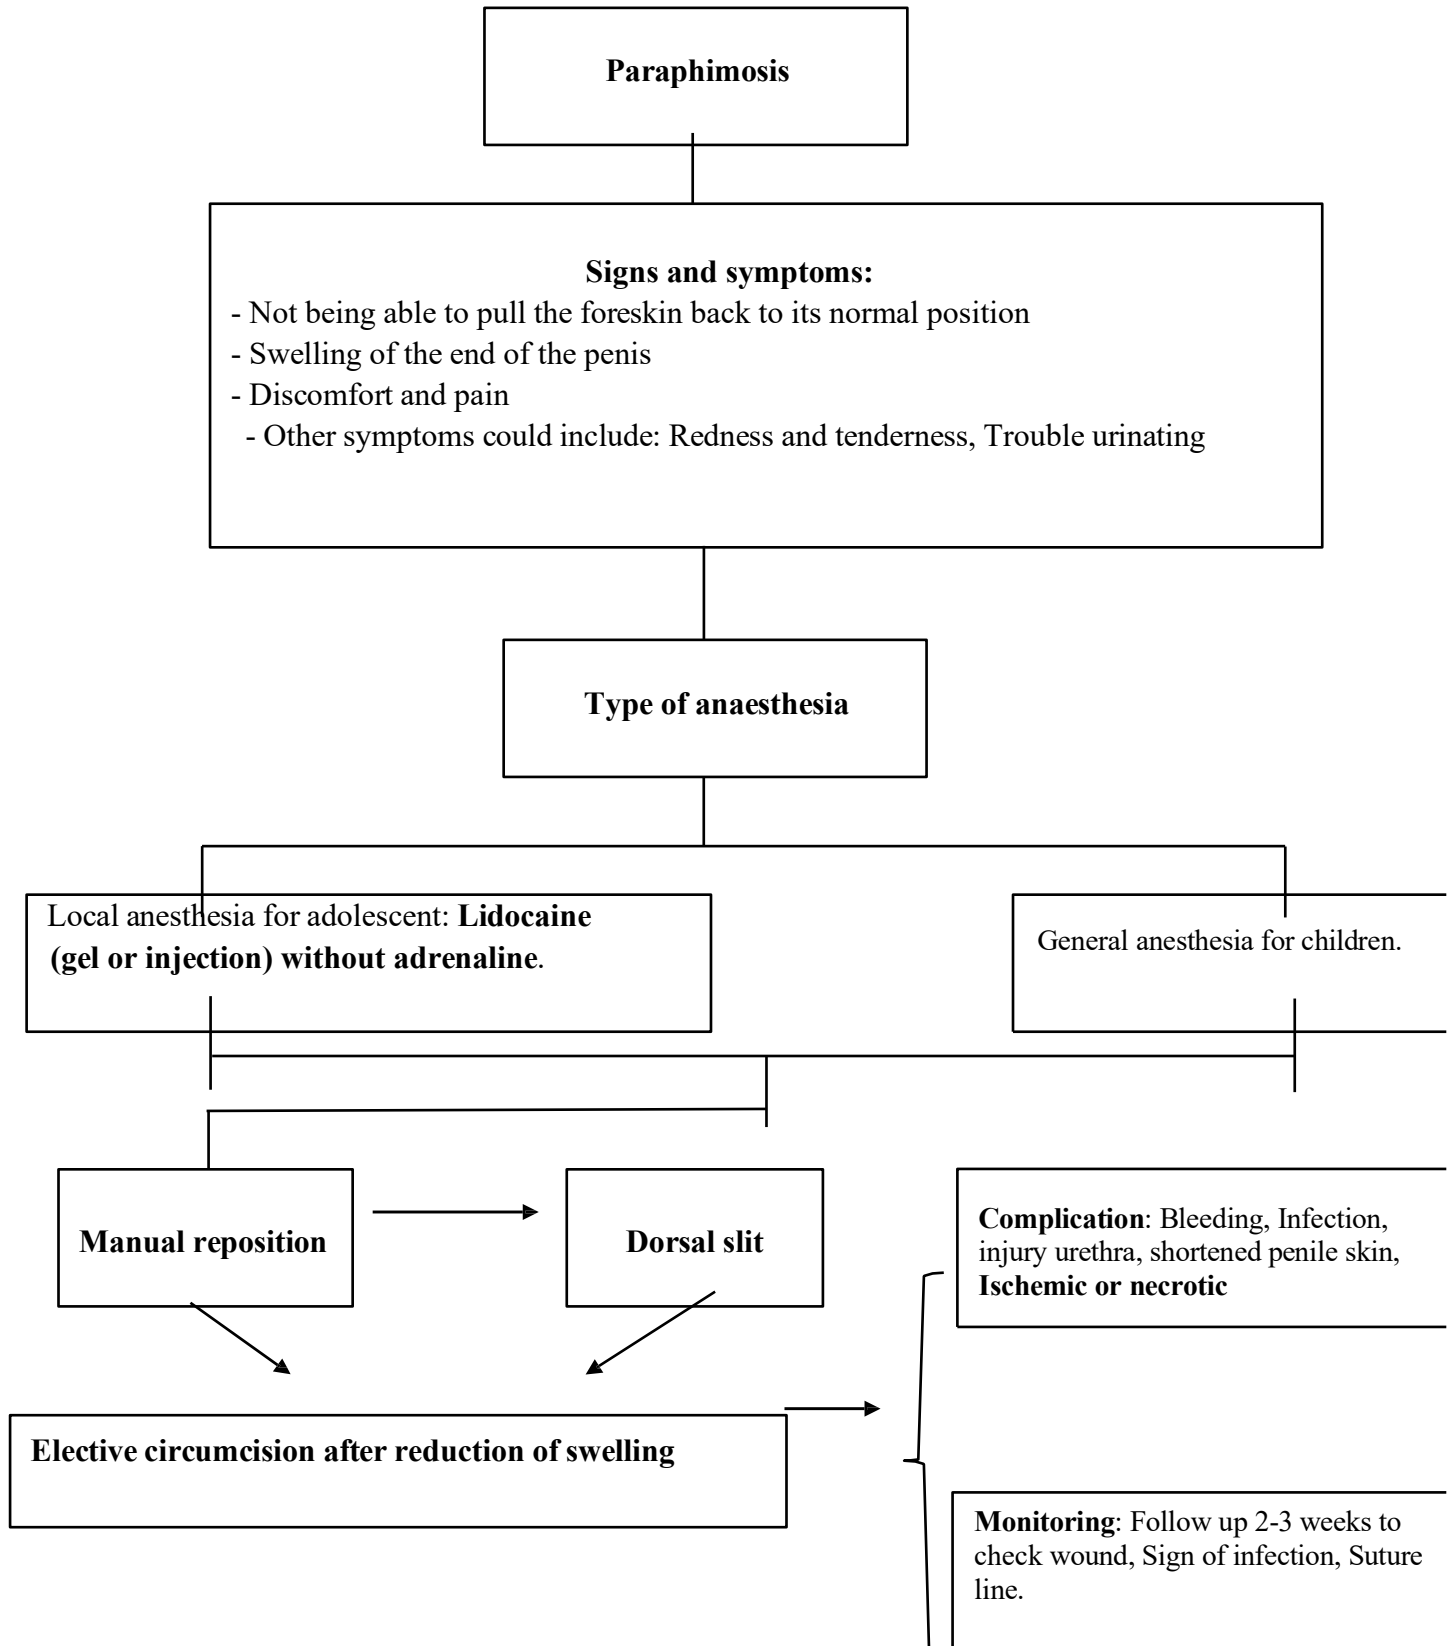 Paraphimosis
Signs and symptoms:
- Not being able to pull the foreskin back to its normal position
- Swelling of the end of the penis
- Discomfort and pain
- Other symptoms could include: Redness and tenderness, Trouble urinating
Type of anaesthesia
Local anesthesia for adolescent: Lidocaine
(gel or injection) without adrenaline.
General anesthesia for children.
Manual reposition
Dorsal slit
Complication: Bleeding, Infection,
injury urethra, shortened penile skin,
Ischemic or necrotic
Elective circumcision after reduction of swelling
Monitoring: Follow up 2-3 weeks to
check wound, Sign of infection, Suture
line.